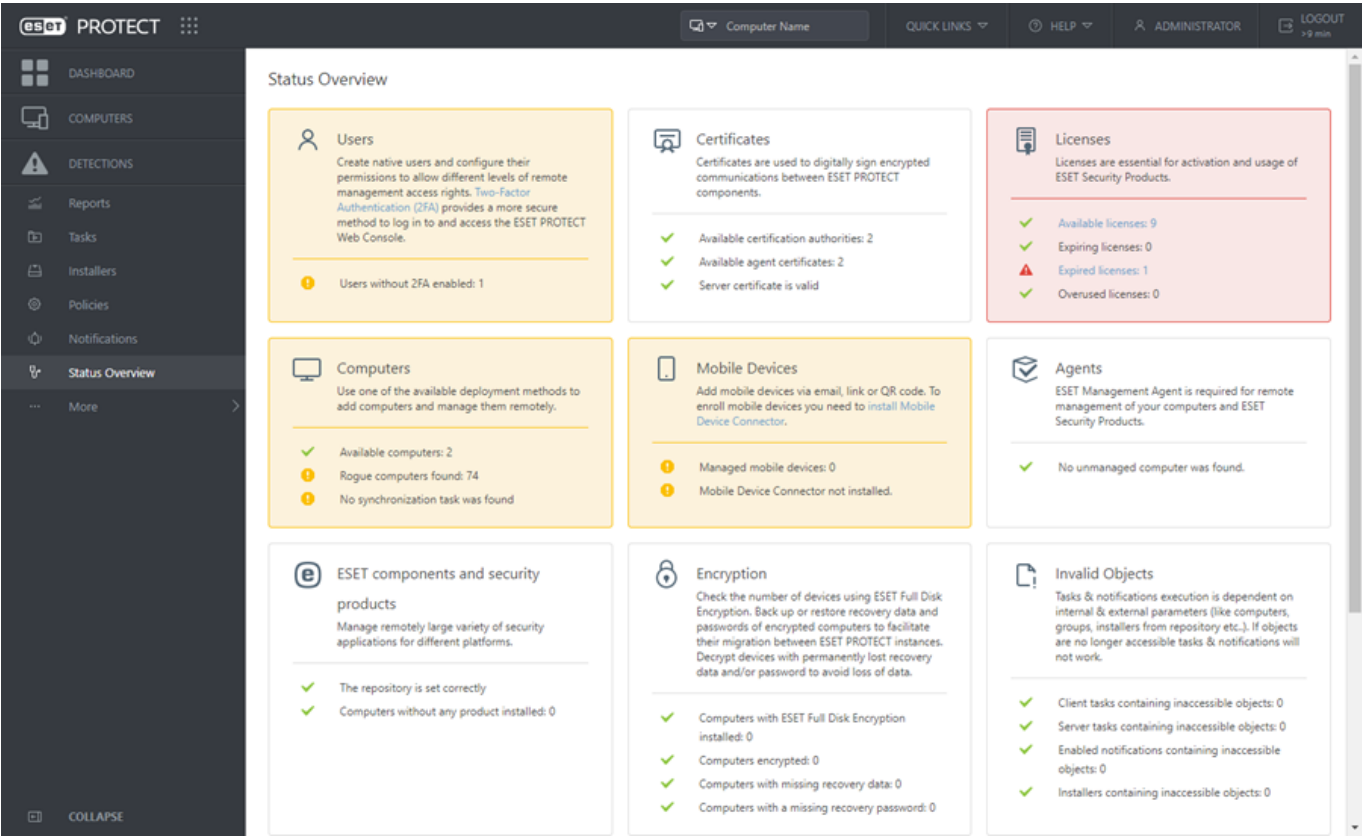 eset PROTECT
Computer Name
QUICK LINKS
HELP
ADMINISTRATOR
LOGOUT
>9 min
DASHBOARD
COMPUTERS
DETECTIONS
Reports
Tasks
Installers
Policies
Notifications
Status Overview
More
COLLAPSE
Status Overview
Users
Create native users and configure their
permissions to allow different levels of remote
management access rights. Two-Factor
Authentication (2FA) provides a more secure
method to log in to and access the ESET PROTECT
Web Console.
Users without 2FA enabled: 1
Certificates
Certificates are used to digitally sign encrypted
communications between ESET PROTECT
components.
Available certification authorities: 2
Available agent certificates: 2
Server certificate is valid
Licenses
Licenses are essential for activation and usage of
ESET Security Products.
Available licenses: 9
Expiring licenses: 0
Expired licenses: 1
Overused licenses: 0
Computers
Use one of the available deployment methods to
add computers and manage them remotely.
Available computers: 2
Rogue computers found: 74
No synchronization task was found
Mobile Devices
Add mobile devices via email, link or QR code. To
enroll mobile devices you need to install Mobile
Device Connector.
Managed mobile devices: 0
Mobile Device Connector not installed.
Agents
ESET Management Agent is required for remote
management of your computers and ESET
Security Products.
No unmanaged computer was found.
ESET components and security
products
Manage remotely large variety of security
applications for different platforms.
The repository is set correctly
Computers without any product installed: 0
Encryption
Check the number of devices using ESET Full Disk
Encryption. Back up or restore recovery data and
passwords of encrypted computers to facilitate
their migration between ESET PROTECT instances.
Decrypt devices with permanently lost recovery
data and/or password to avoid loss of data.
Computers with ESET Full Disk Encryption
installed: 0
Computers encrypted: 0
Computers with missing recovery data: 0
Computers with a missing recovery password: 0
Invalid Objects
Tasks & notifications execution is dependent on
internal & external parameters (like computers,
groups, installers from repository etc..). If objects
are no longer accessible tasks & notifications will
not work.
Client tasks containing inaccessible objects: 0
Server tasks containing inaccessible objects: 0
Enabled notifications containing inaccessible
objects: 0
Installers containing inaccessible objects: 0